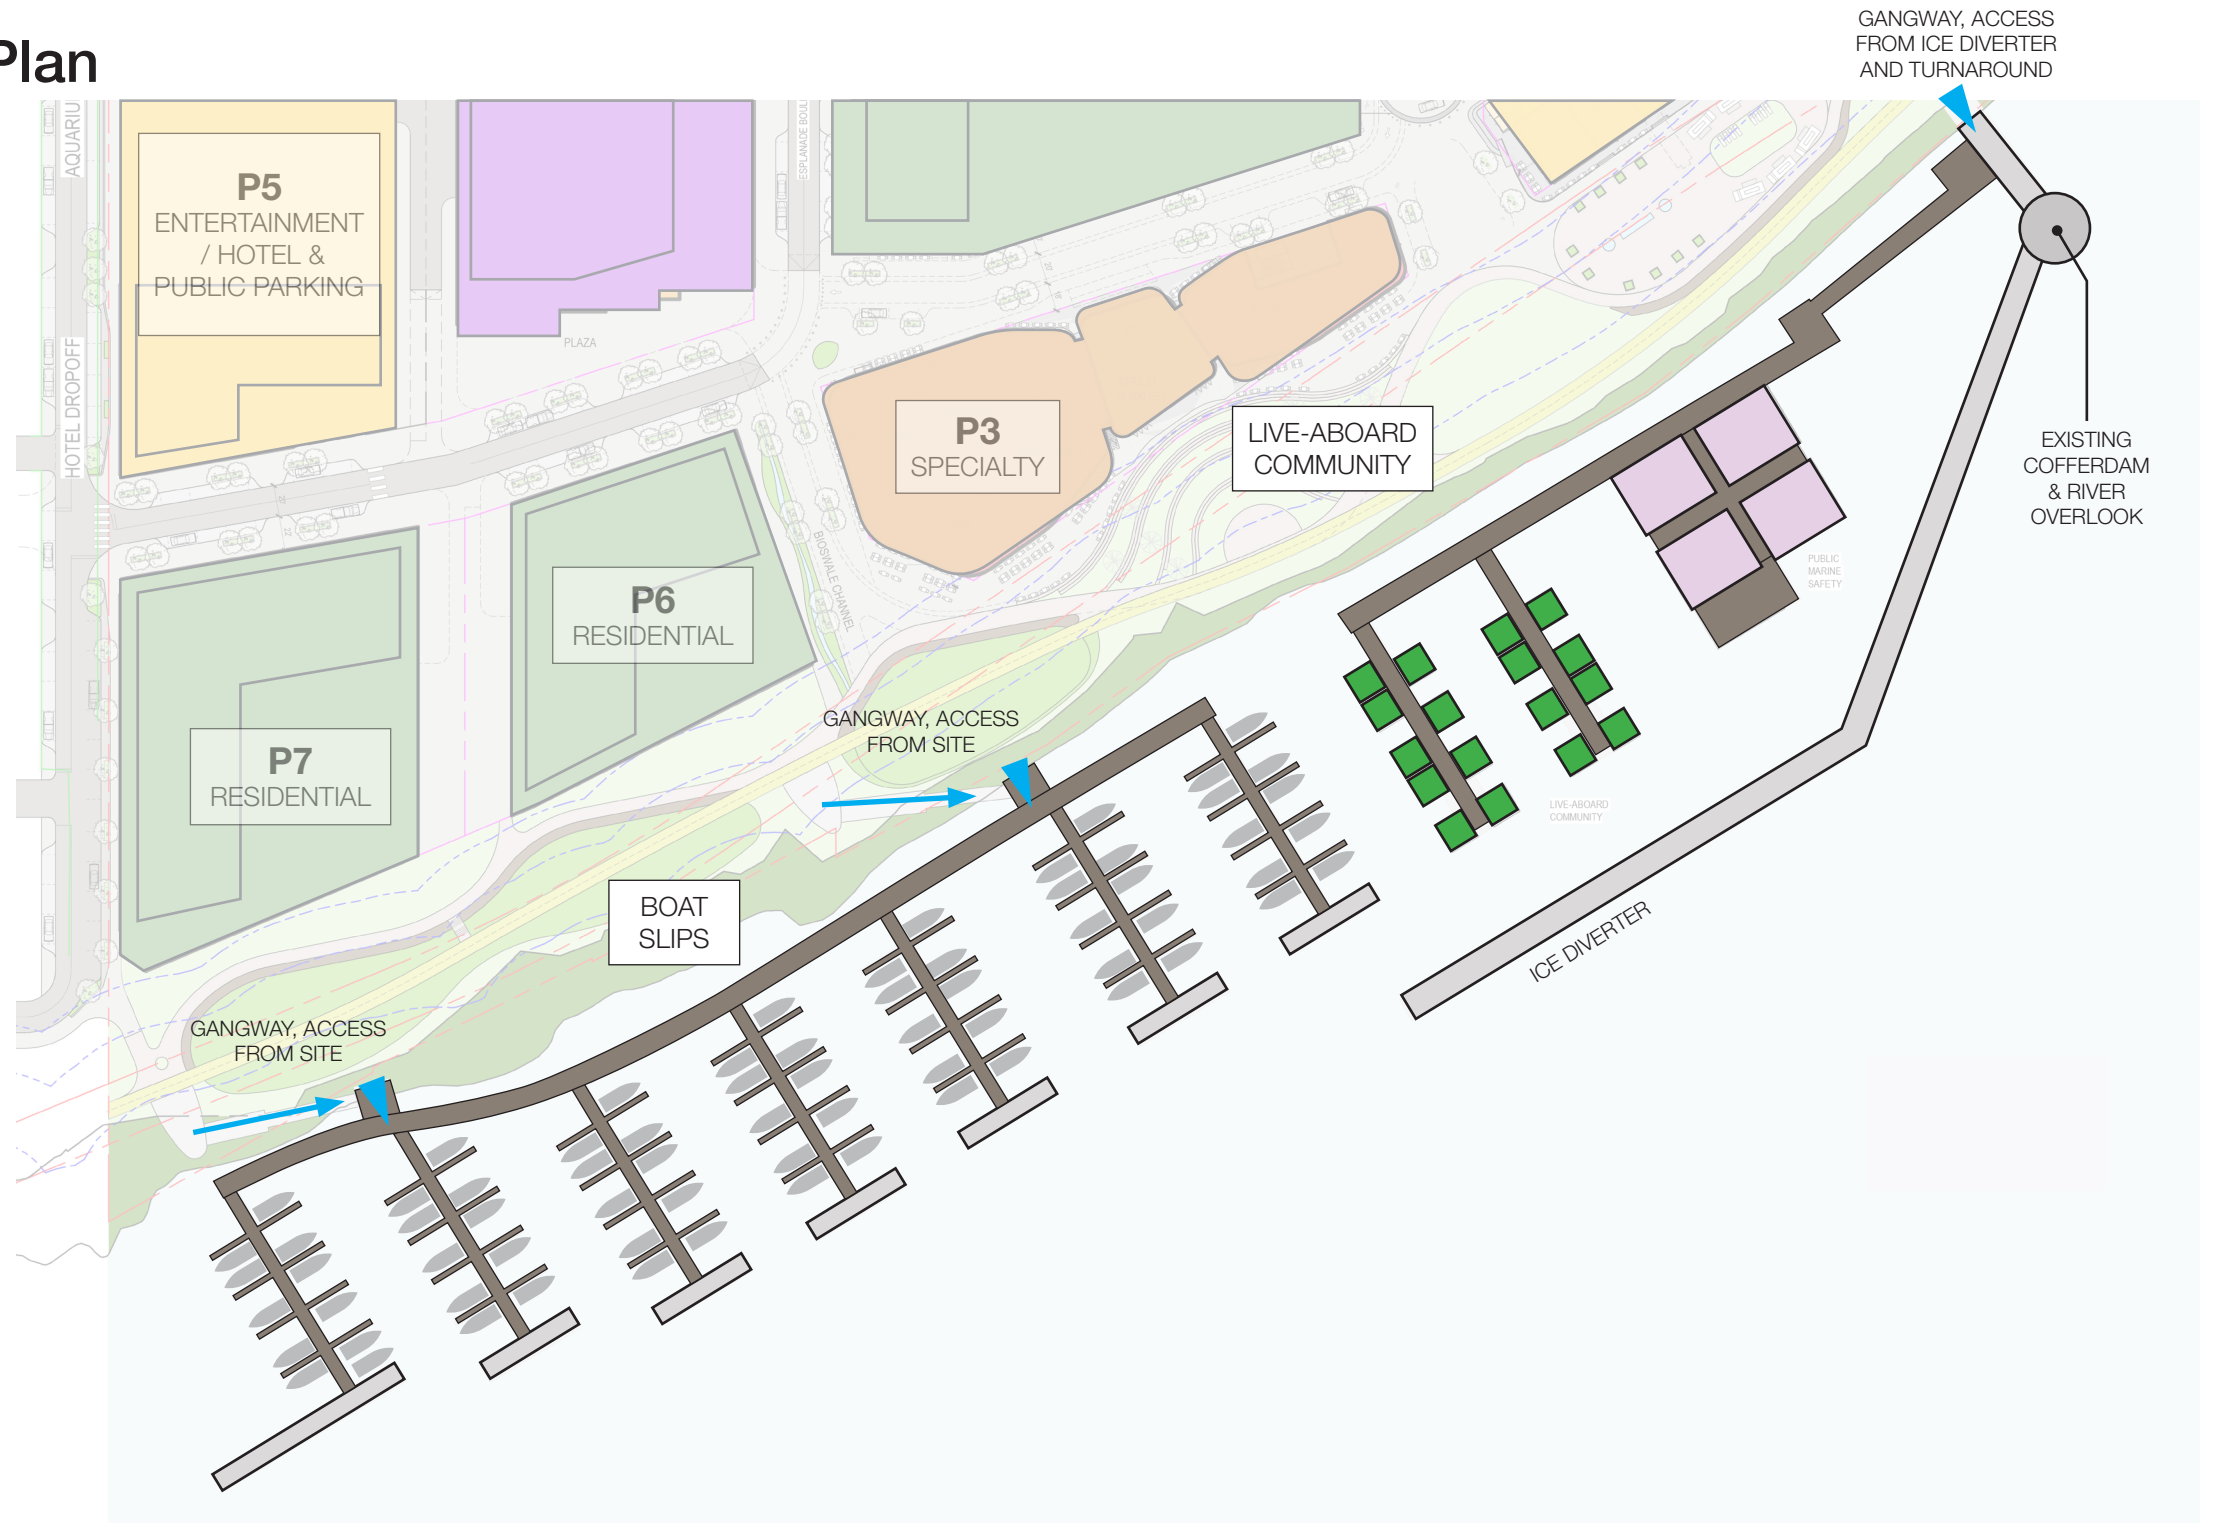 Plan
GANGWAY, ACCESS
FROM ICE DIVERTER
AND TURNAROUND
AQUARIU
ESPLANADE BOUL
P5
ENTERTAINMENT
/ HOTEL &
PUBLIC PARKING
HOTEL DROPOFF
PLAZA
P3
SPECIALTY
LIVE-ABOARD
COMMUNITY
EXISTING
COFFERDAM
& RIVER
OVERLOOK
PUBLIC
MARINE
SAFETY
BIOSWALE CHANNEL
P6
RESIDENTIAL
P7
RESIDENTIAL
GANGWAY, ACCESS
FROM SITE
LIVE-ABOARD
COMMUNITY
BOAT
SLIPS
ICE DIVERTER
GANGWAY, ACCESS
FROM SITE